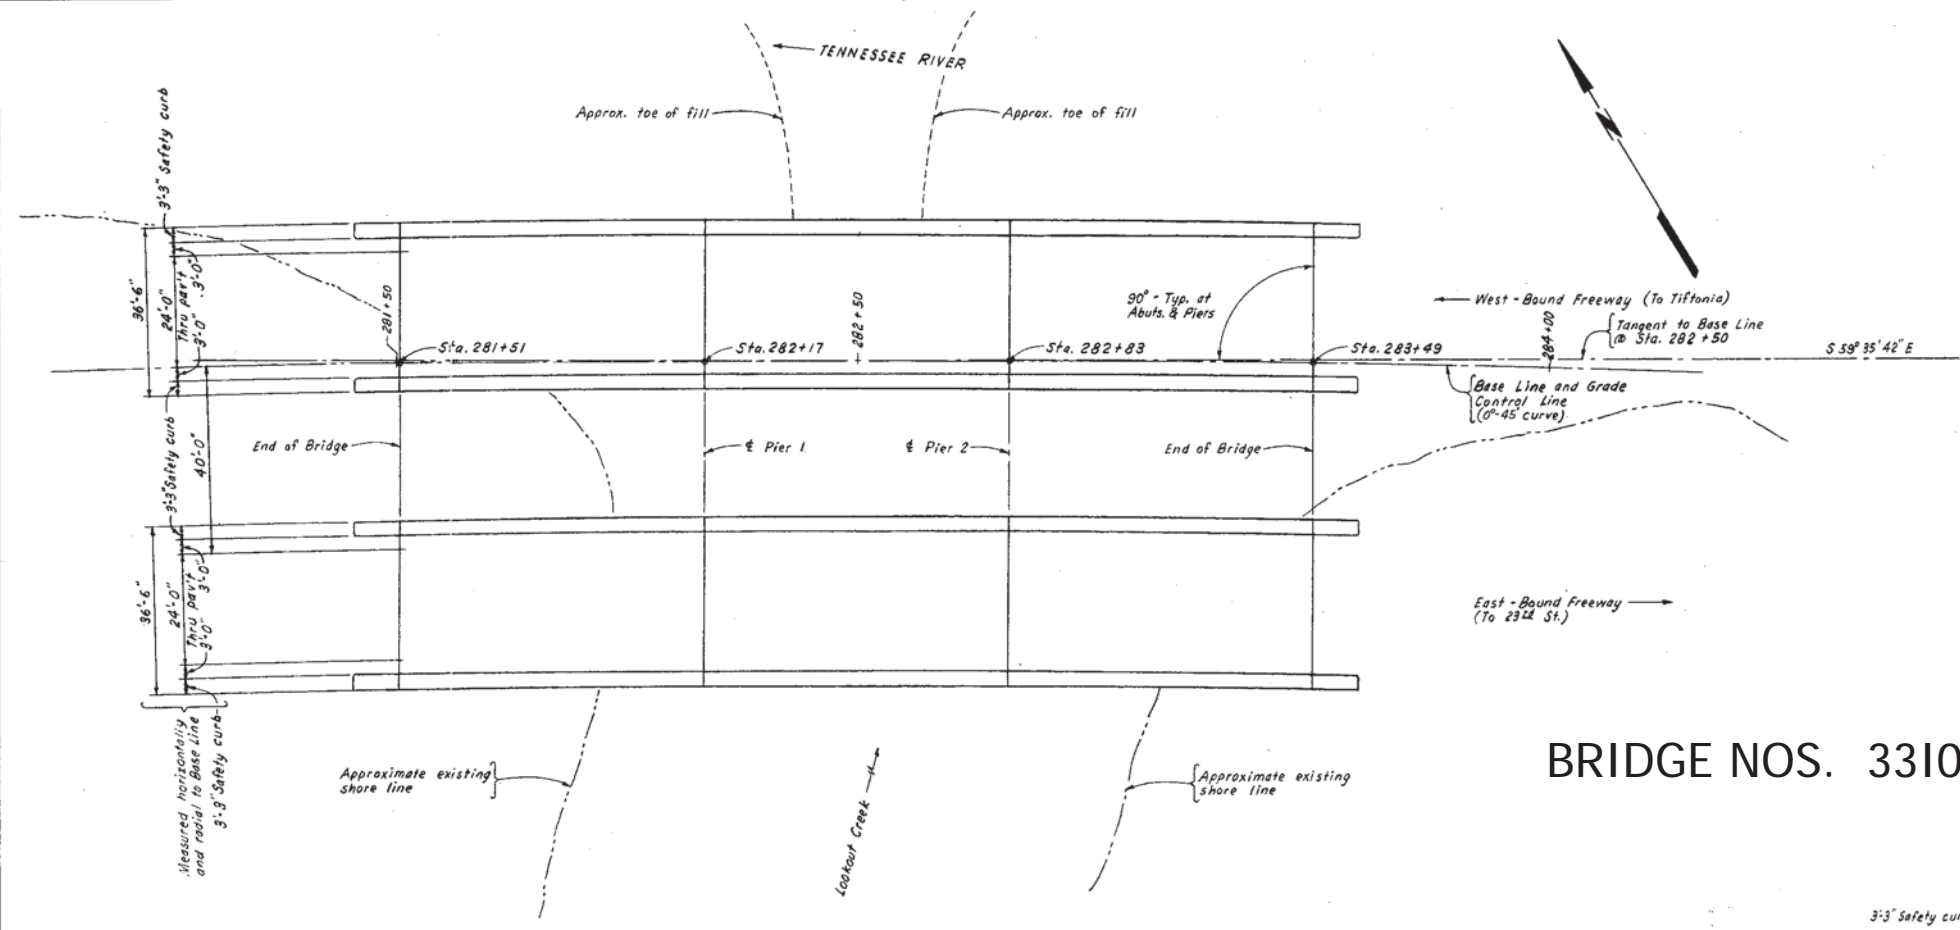 TENNESSEE RIVER
Approx. toe of fill
Approx. toe of fill
3'-3" Safety curb
36'-6"
24'-0"
Thru pav't
3'-0"
3'-0"
281+50
282+50
90° - Typ. at
Abuts. & Piers
West-Bound Freeway (To Tiftonia)
284+00
Tangent to Base Line
@ Sta. 282+50
S 59° 35' 42" E
Sta. 281+51
Sta. 282+17
Sta. 282+83
Sta. 283+49
Base Line and Grade
Control Line
(0°-45' curve)
3'-3" Safety curb
40'-0"
End of Bridge
℄ Pier 1
℄ Pier 2
End of Bridge
36'-6"
24'-0"
Thru pav't
3'-0"
3'-0"
East-Bound Freeway
(To 23rd St.)
Measured horizontally
and radial to Base Line
3'-3" Safety curb
Approximate existing
shore line
Lookout Creek
Approximate existing
shore line
BRIDGE NOS. 3310
3'-3" Safety cur